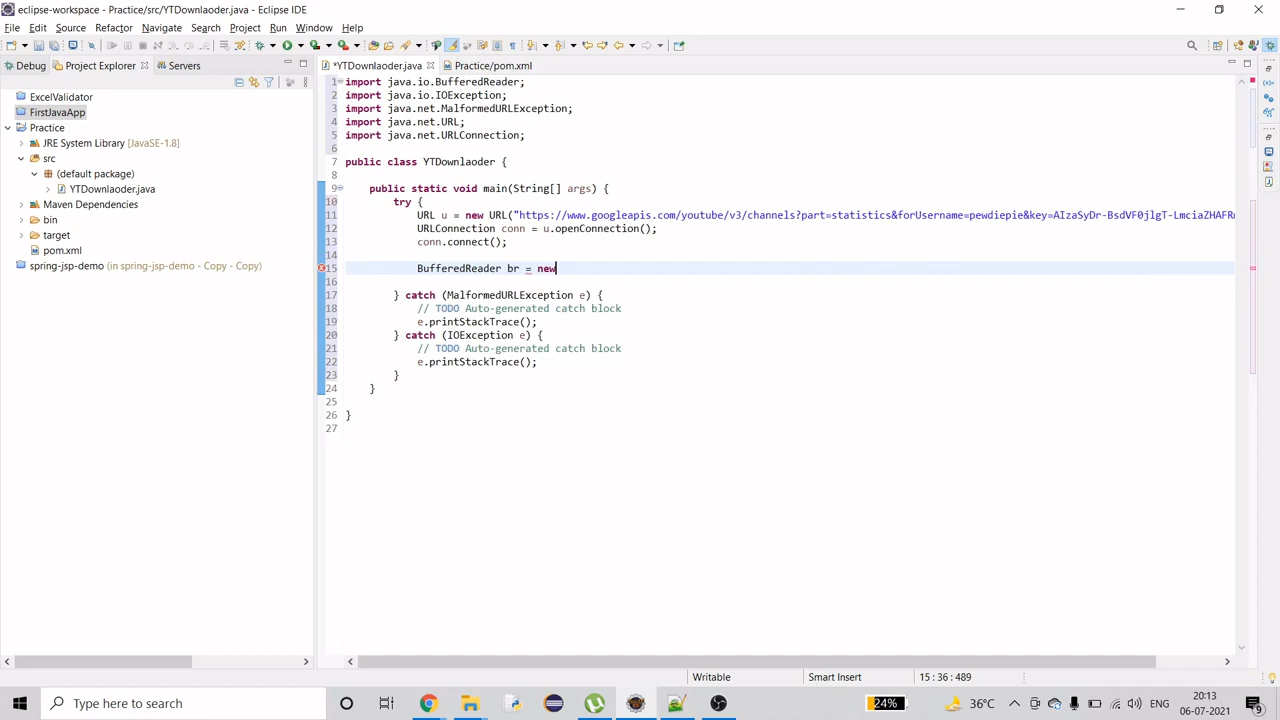 eclipse-workspace - Practice/src/YTDownlaoder.java - Eclipse IDE
File Edit Source Refactor Navigate Search Project Run Window Help
Debug Project Explorer Servers *YTDownlaoder.java Practice/pom.xml
ExcelValidator
FirstJavaApp
Practice
JRE System Library [JavaSE-1.8]
src
(default package)
YTDownlaoder.java
Maven Dependencies
bin
target
pom.xml
spring-jsp-demo (in spring-jsp-demo - Copy - Copy)
1 import java.io.BufferedReader;
2 import java.io.IOException;
3 import java.net.MalformedURLException;
4 import java.net.URL;
5 import java.net.URLConnection;
6
7 public class YTDownlaoder {
8
9 public static void main(String[] args) {
10 try {
11 URL u = new URL("https://www.googleapis.com/youtube/v3/channels?part=statistics&forUsername=pewdiepie&key=AIzaSyDr-BsdVF0jlgT-LmciaZHAFRm
12 URLConnection conn = u.openConnection();
13 conn.connect();
14
15 BufferedReader br = new
16
17 } catch (MalformedURLException e) {
18 // TODO Auto-generated catch block
19 e.printStackTrace();
20 } catch (IOException e) {
21 // TODO Auto-generated catch block
22 e.printStackTrace();
23 }
24 }
25
26 }
27
Writable Smart Insert 15 : 36 : 489
Type here to search 24% 36°C ENG 20:13
06-07-2021 9